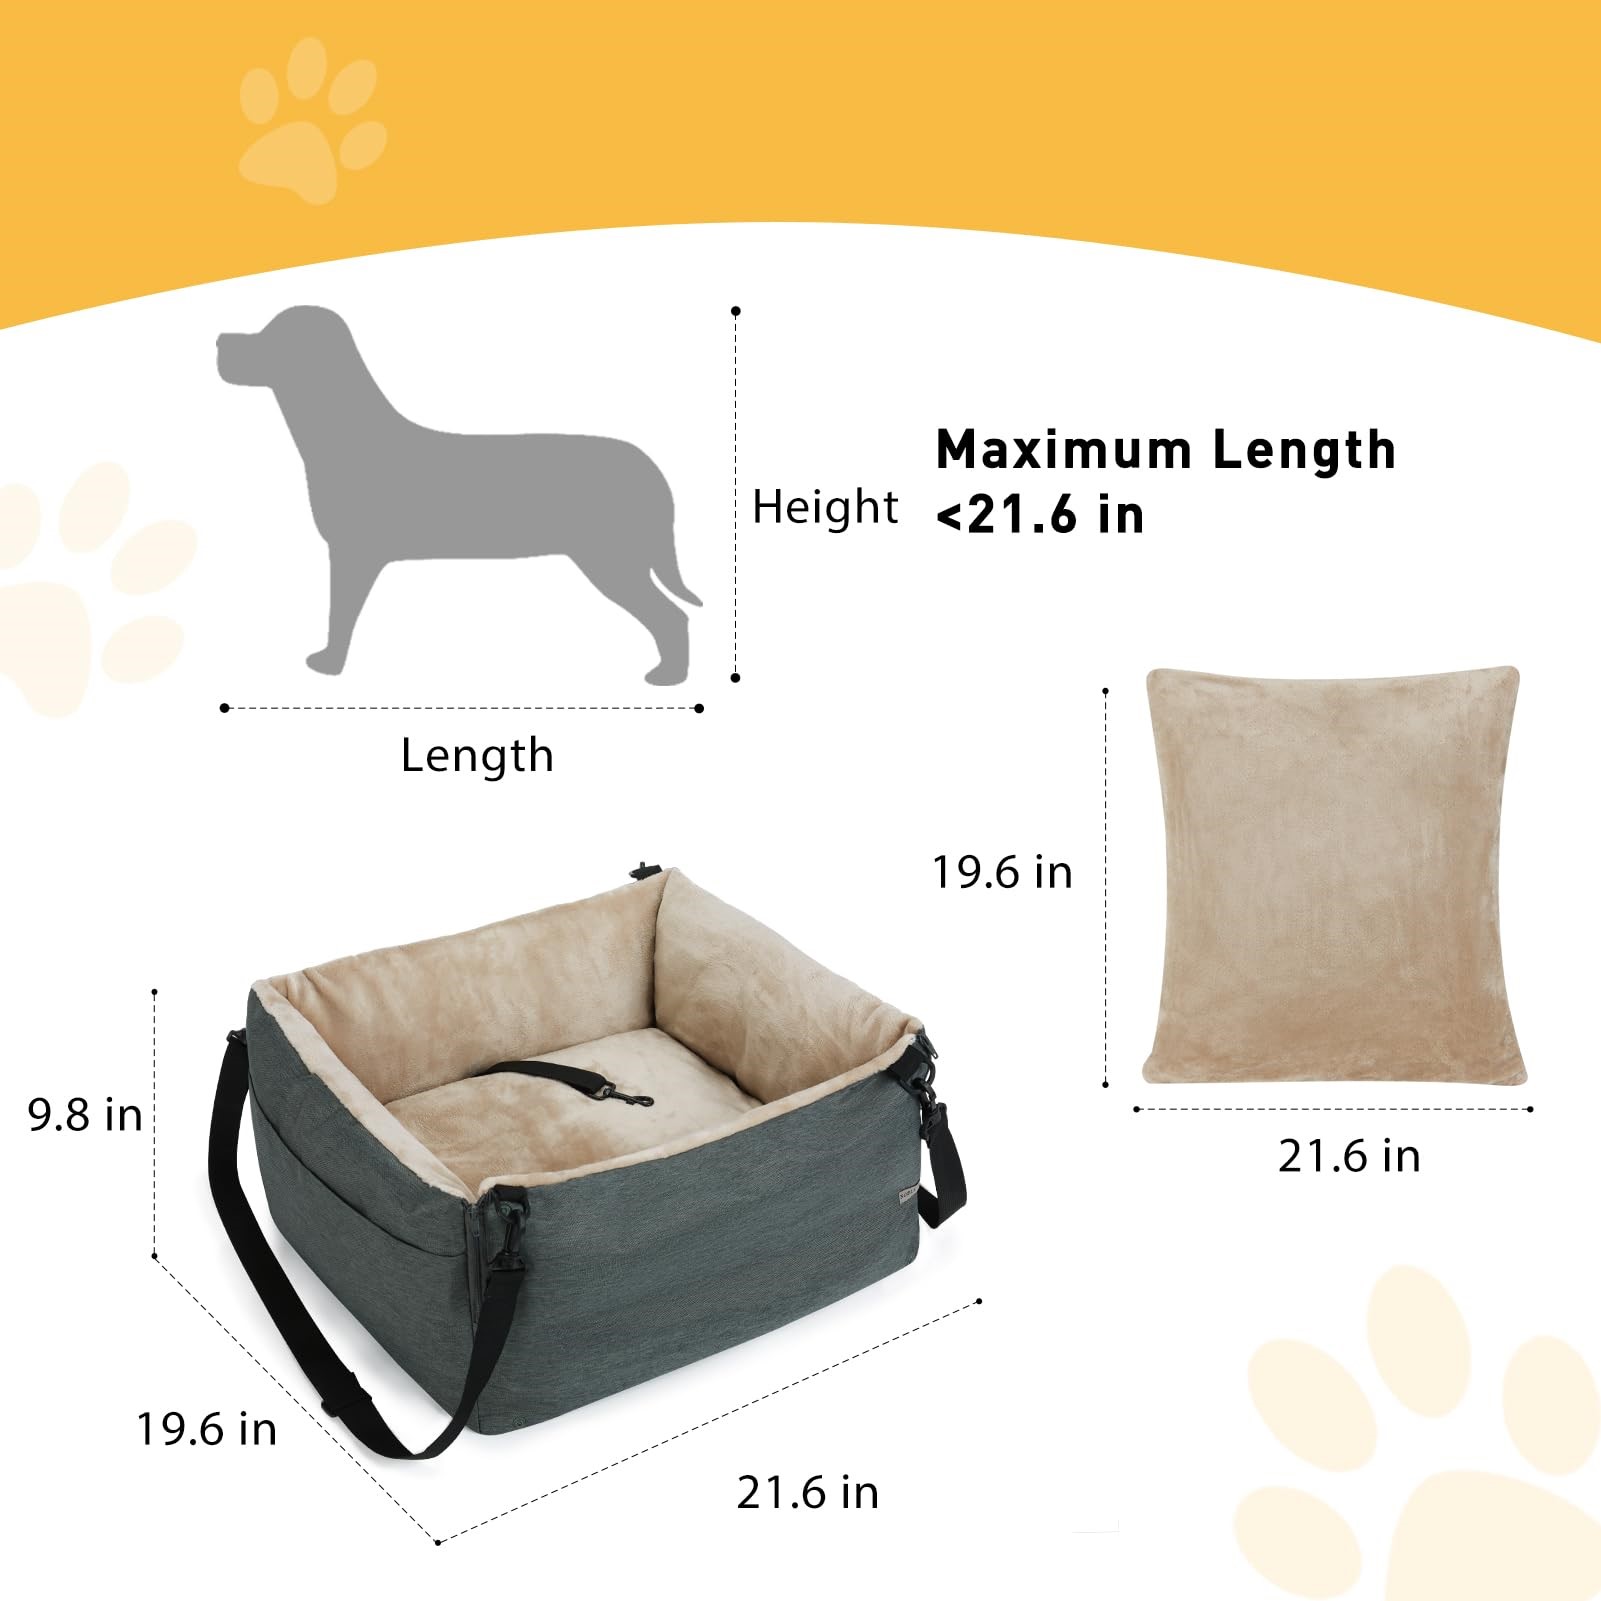 Height
Maximum Length
<21.6 in
Length
19.6 in
21.6 in
9.8 in
19.6 in
21.6 in